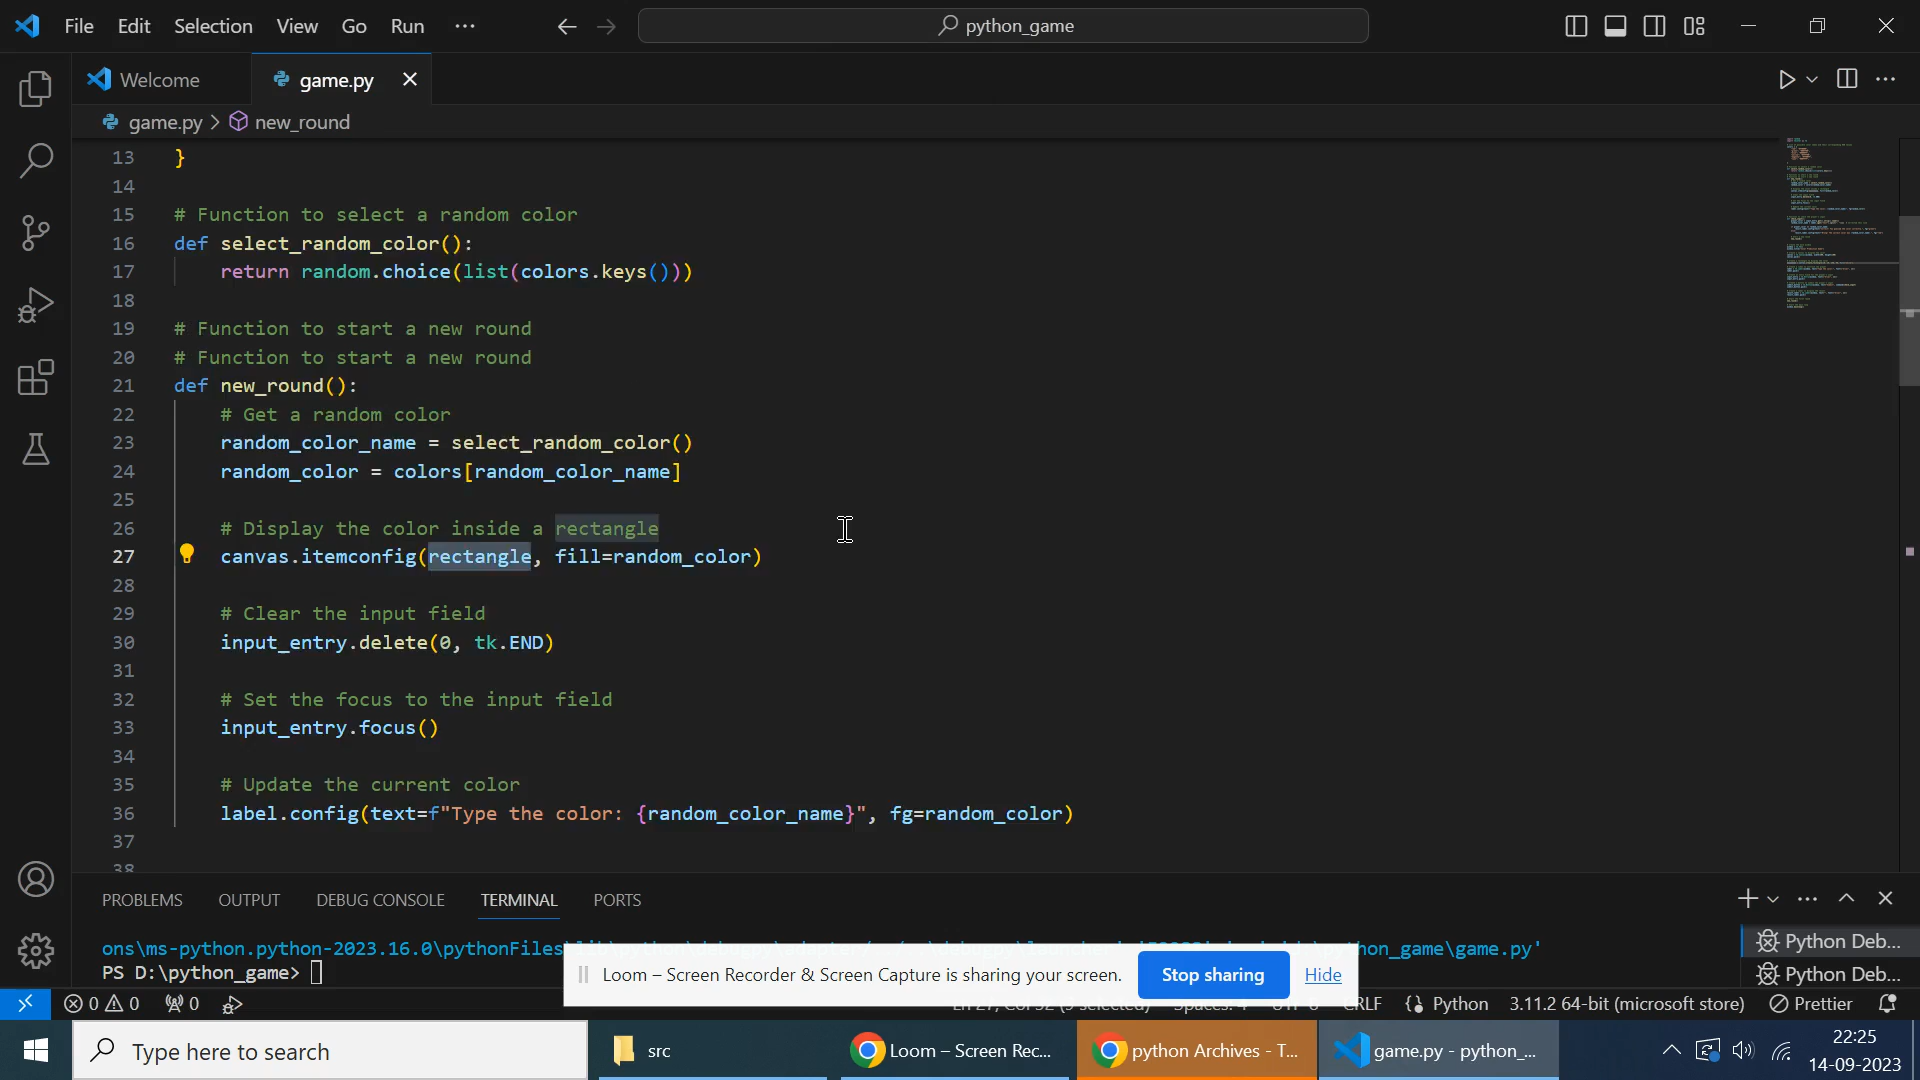 File Edit Selection View Go Run ··· python_game
Welcome game.py
game.py > new_round
13 }
14
15 # Function to select a random color
16 def select_random_color():
17 return random.choice(list(colors.keys()))
18
19 # Function to start a new round
20 # Function to start a new round
21 def new_round():
22 # Get a random color
23 random_color_name = select_random_color()
24 random_color = colors[random_color_name]
25
26 # Display the color inside a rectangle
27 canvas.itemconfig(rectangle, fill=random_color)
28
29 # Clear the input field
30 input_entry.delete(0, tk.END)
31
32 # Set the focus to the input field
33 input_entry.focus()
34
35 # Update the current color
36 label.config(text=f"Type the color: {random_color_name}", fg=random_color)
37
38
PROBLEMS OUTPUT DEBUG CONSOLE TERMINAL PORTS
ons\ms-python.python-2023.16.0\pythonFiles \game.py'
Python Deb...
PS D:\python_game>
Python Deb...
Loom – Screen Recorder & Screen Capture is sharing your screen. Stop sharing Hide
0 0 0 CRLF Python 3.11.2 64-bit (microsoft store) Prettier
Type here to search src Loom – Screen Rec... python Archives - T... game.py - python_...
22:25
14-09-2023